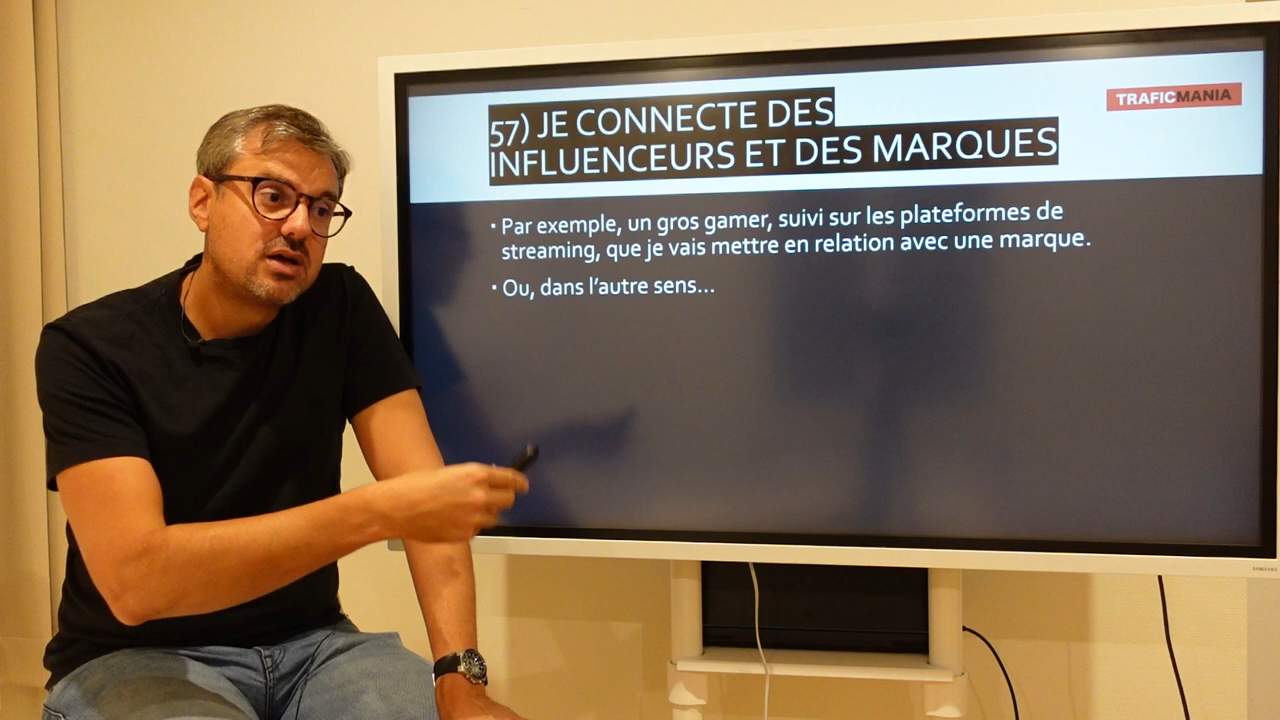 TRAFICMANIA
57) JE CONNECTE DES
INFLUENCEURS ET DES MARQUES
· Par exemple, un gros gamer, suivi sur les plateformes de
streaming, que je vais mettre en relation avec une marque.
· Ou, dans l'autre sens...
SAMSUNG